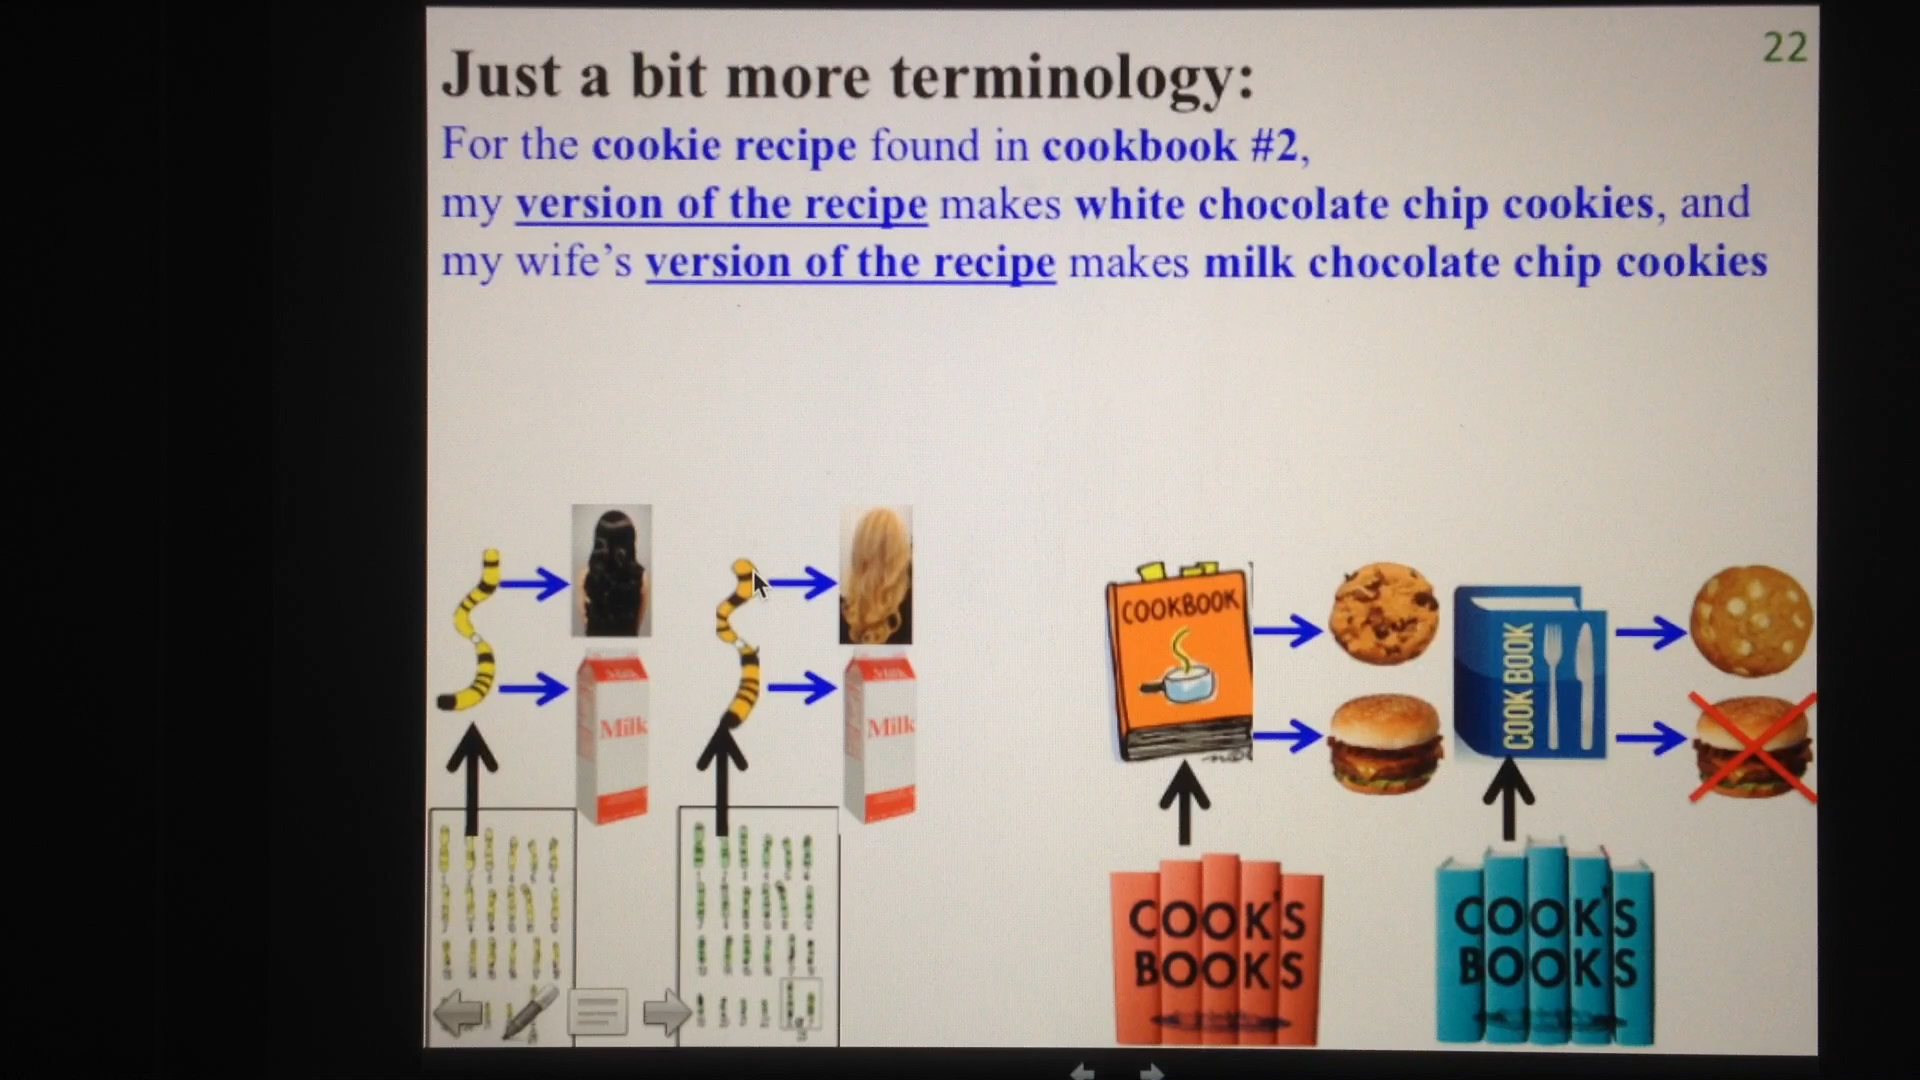 22
Just a bit more terminology:
For the cookie recipe found in cookbook #2,
my version of the recipe makes white chocolate chip cookies, and
my wife's version of the recipe makes milk chocolate chip cookies
COOKBOOK
COOK BOOK
Milk
Milk
COOK'S
BOOKS
COOK'S
BOOKS